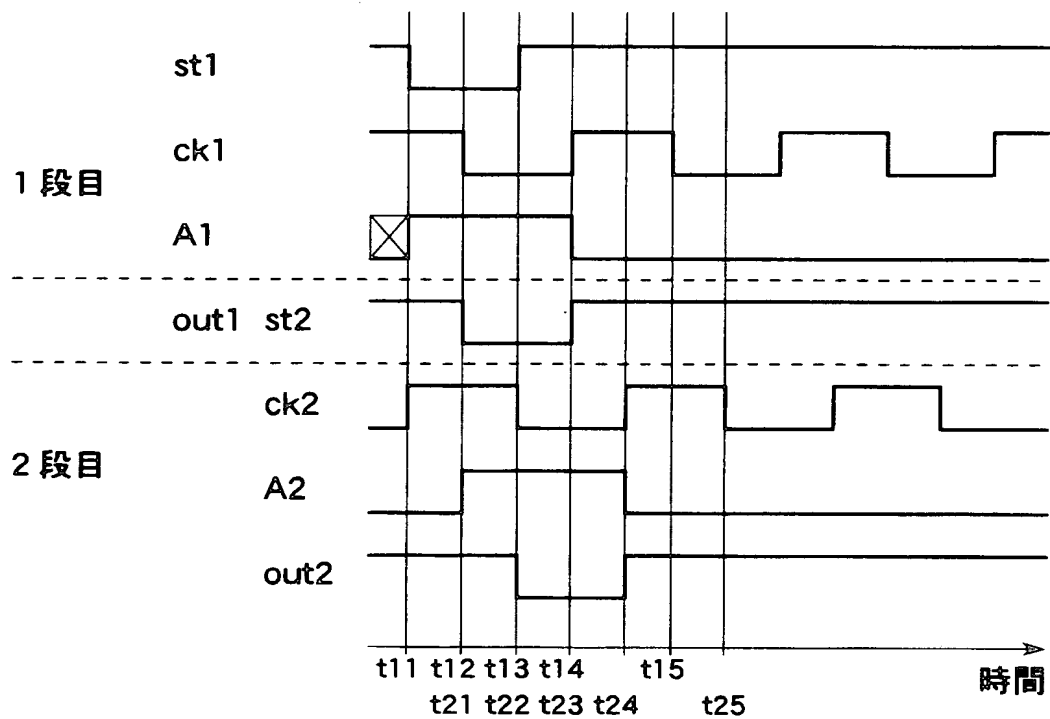 st1
ck1
1段目
A1
out1 st2
ck2
2段目
A2
out2
t11 t12 t13 t14 t15
時間
t21 t22 t23 t24 t25